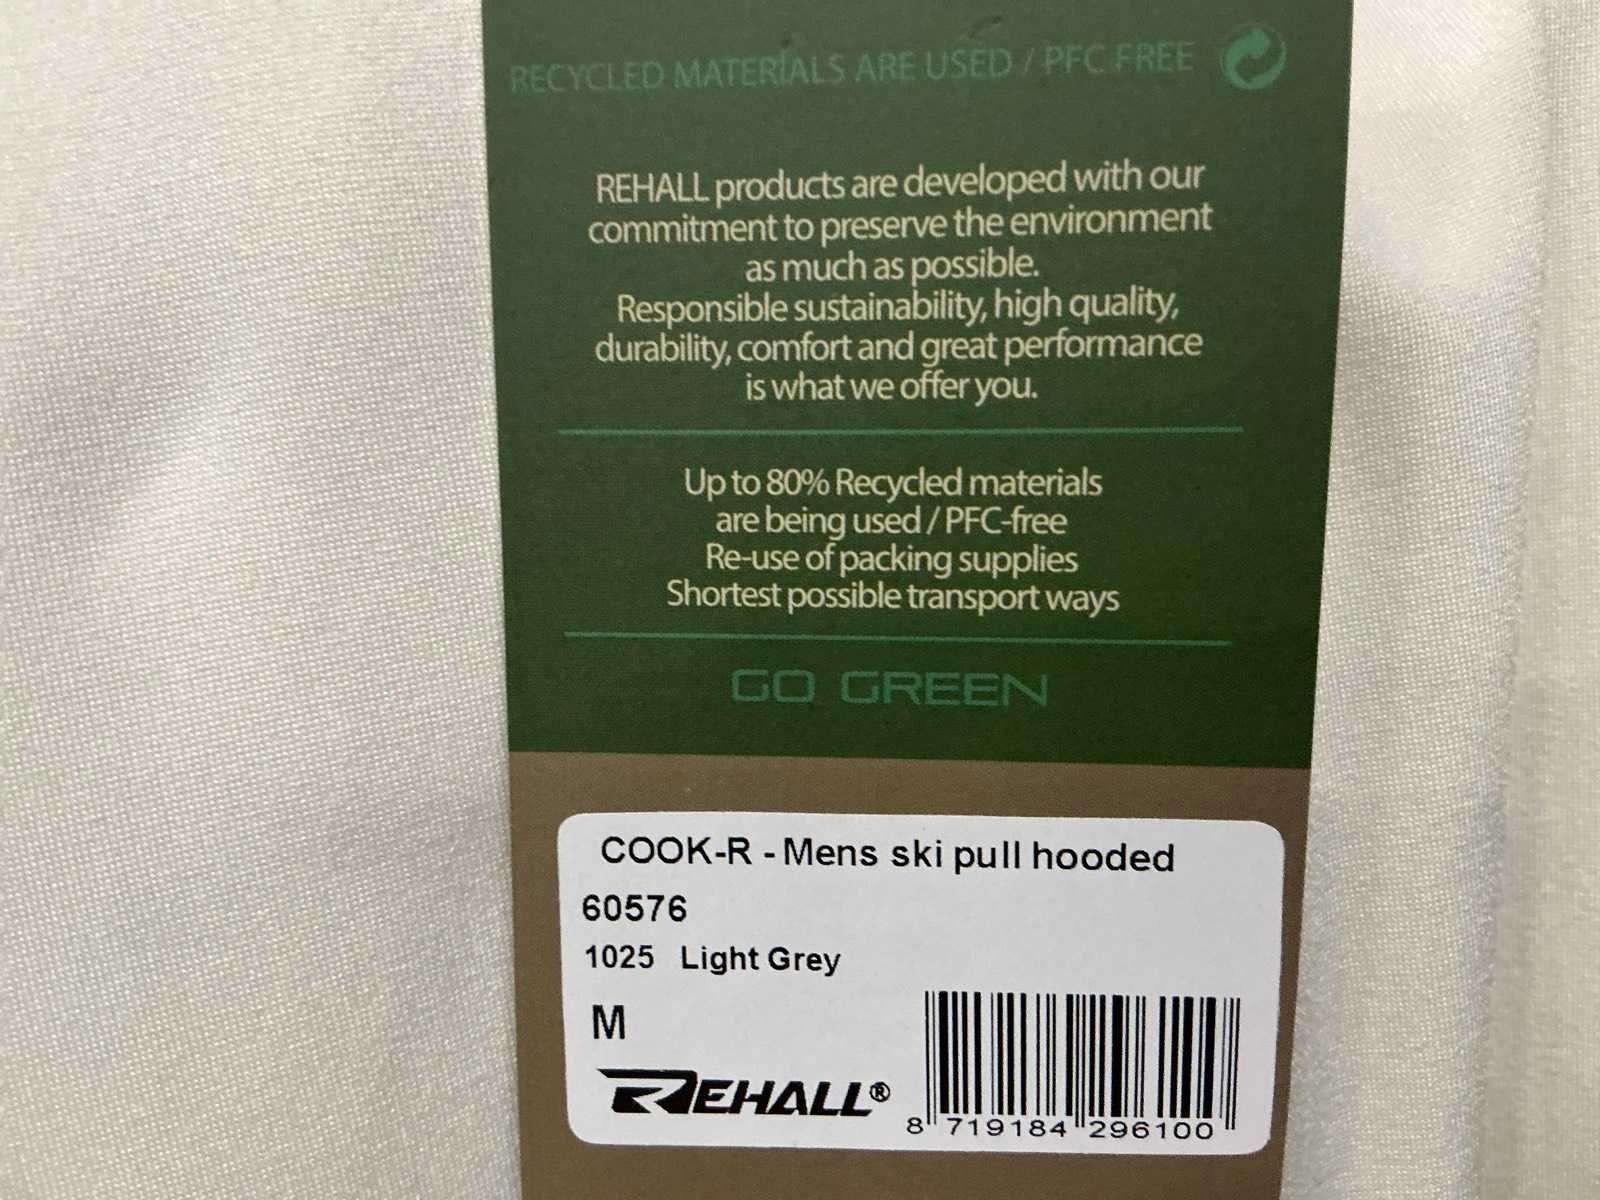 RECYCLED MATERIALS ARE USED / PFC FREE
REHALL products are developed with our
commitment to preserve the environment
as much as possible.
Responsible sustainability, high quality,
durability, comfort and great performance
is what we offer you.
Up to 80% Recycled materials
are being used / PFC-free
Re-use of packing supplies
Shortest possible transport ways
GO GREEN
COOK-R - Mens ski pull hooded
60576
1025 Light Grey
M
REHALL®
8 719184 296100